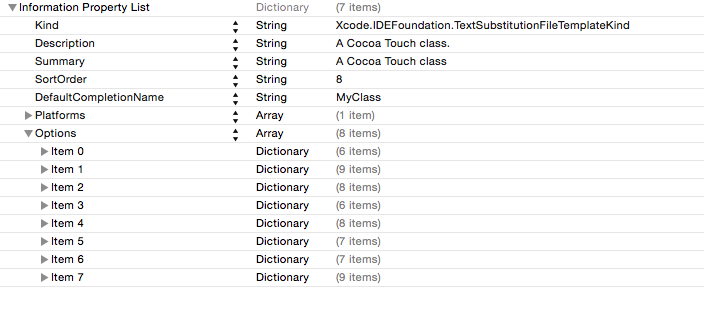 Information Property List Dictionary (7 items)
Kind String Xcode.IDEFoundation.TextSubstitutionFileTemplateKind
Description String A Cocoa Touch class.
Summary String A Cocoa Touch class
SortOrder String 8
DefaultCompletionName String MyClass
Platforms Array (1 item)
Options Array (8 items)
Item 0 Dictionary (6 items)
Item 1 Dictionary (9 items)
Item 2 Dictionary (8 items)
Item 3 Dictionary (6 items)
Item 4 Dictionary (8 items)
Item 5 Dictionary (7 items)
Item 6 Dictionary (7 items)
Item 7 Dictionary (9 items)